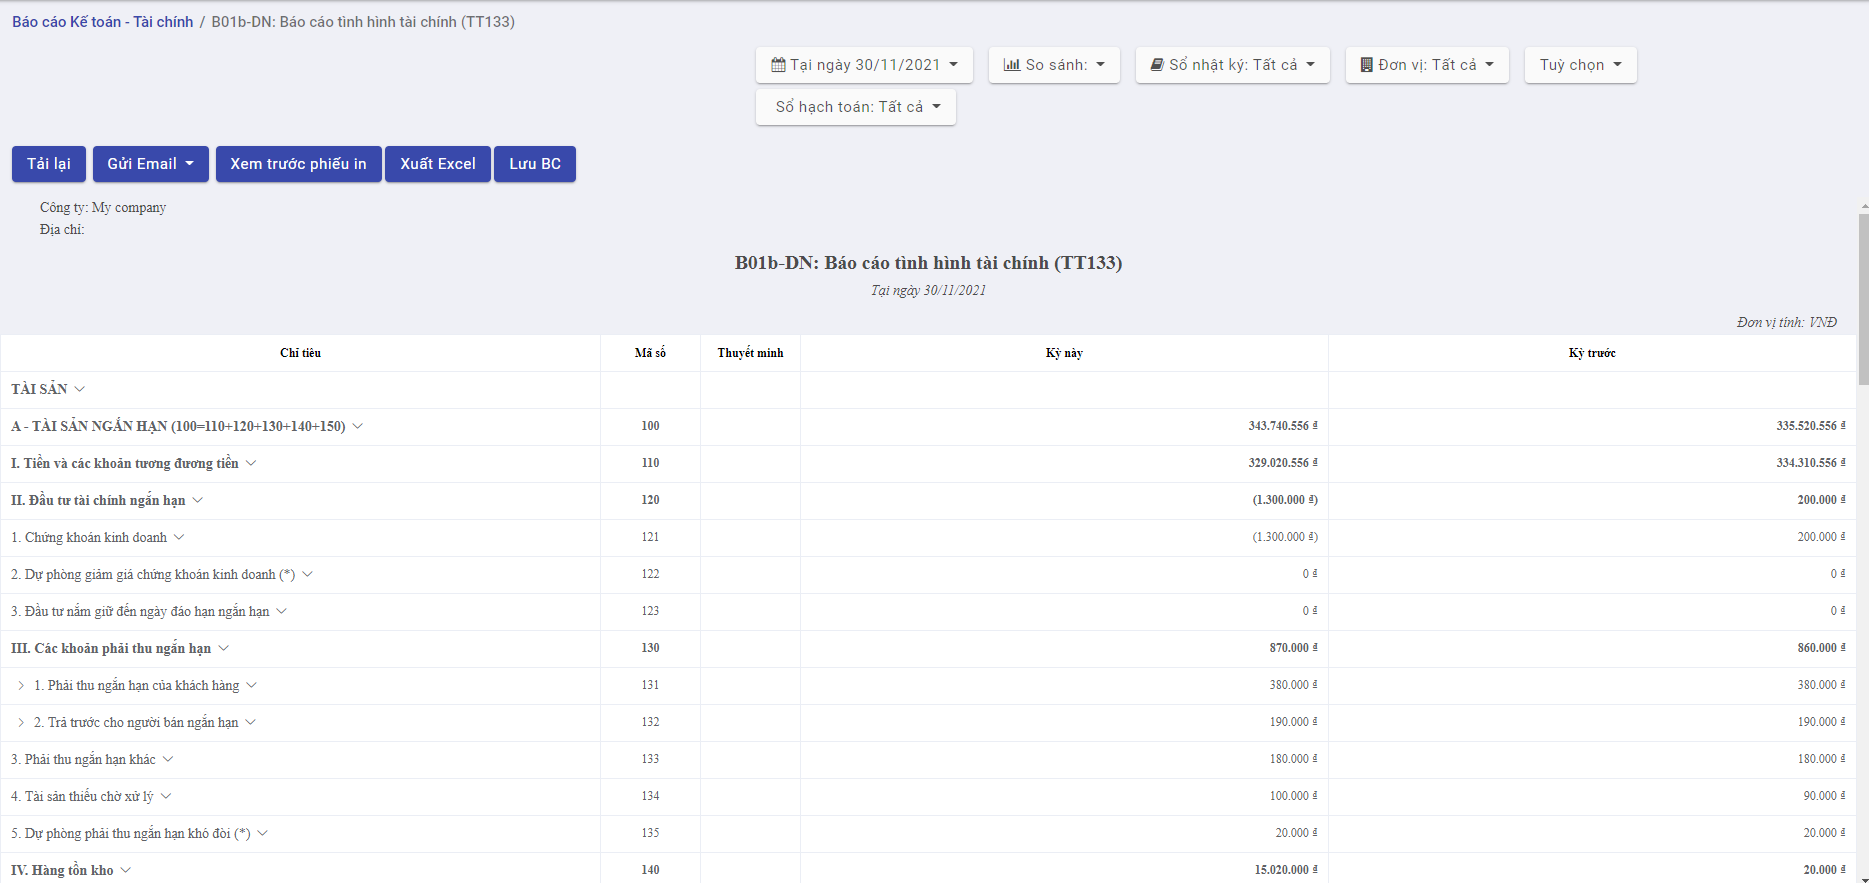 Báo cáo Kế toán - Tài chính / B01b-DN: Báo cáo tình hình tài chính (TT133)
Tại ngày 30/11/2021 So sánh: Sổ nhật ký: Tất cả Đơn vị: Tất cả Tuỳ chọn
Sổ hạch toán: Tất cả
Tải lại Gửi Email Xem trước phiếu in Xuất Excel Lưu BC
Công ty: My company
Địa chỉ:
B01b-DN: Báo cáo tình hình tài chính (TT133)
Tại ngày 30/11/2021
Đơn vị tính: VNĐ
Chỉ tiêu Mã số Thuyết minh Kỳ này Kỳ trước
TÀI SẢN
A - TÀI SẢN NGẮN HẠN (100=110+120+130+140+150) 100 343.740.556 ₫ 335.520.556 ₫
I. Tiền và các khoản tương đương tiền 110 329.020.556 ₫ 334.310.556 ₫
II. Đầu tư tài chính ngắn hạn 120 (1.300.000 ₫) 200.000 ₫
1. Chứng khoán kinh doanh 121 (1.300.000 ₫) 200.000 ₫
2. Dự phòng giảm giá chứng khoán kinh doanh (*) 122 0 ₫ 0 ₫
3. Đầu tư nắm giữ đến ngày đáo hạn ngắn hạn 123 0 ₫ 0 ₫
III. Các khoản phải thu ngắn hạn 130 870.000 ₫ 860.000 ₫
1. Phải thu ngắn hạn của khách hàng 131 380.000 ₫ 380.000 ₫
2. Trả trước cho người bán ngắn hạn 132 190.000 ₫ 190.000 ₫
3. Phải thu ngắn hạn khác 133 180.000 ₫ 180.000 ₫
4. Tài sản thiếu chờ xử lý 134 100.000 ₫ 90.000 ₫
5. Dự phòng phải thu ngắn hạn khó đòi (*) 135 20.000 ₫ 20.000 ₫
IV. Hàng tồn kho 140 15.020.000 ₫ 20.000 ₫